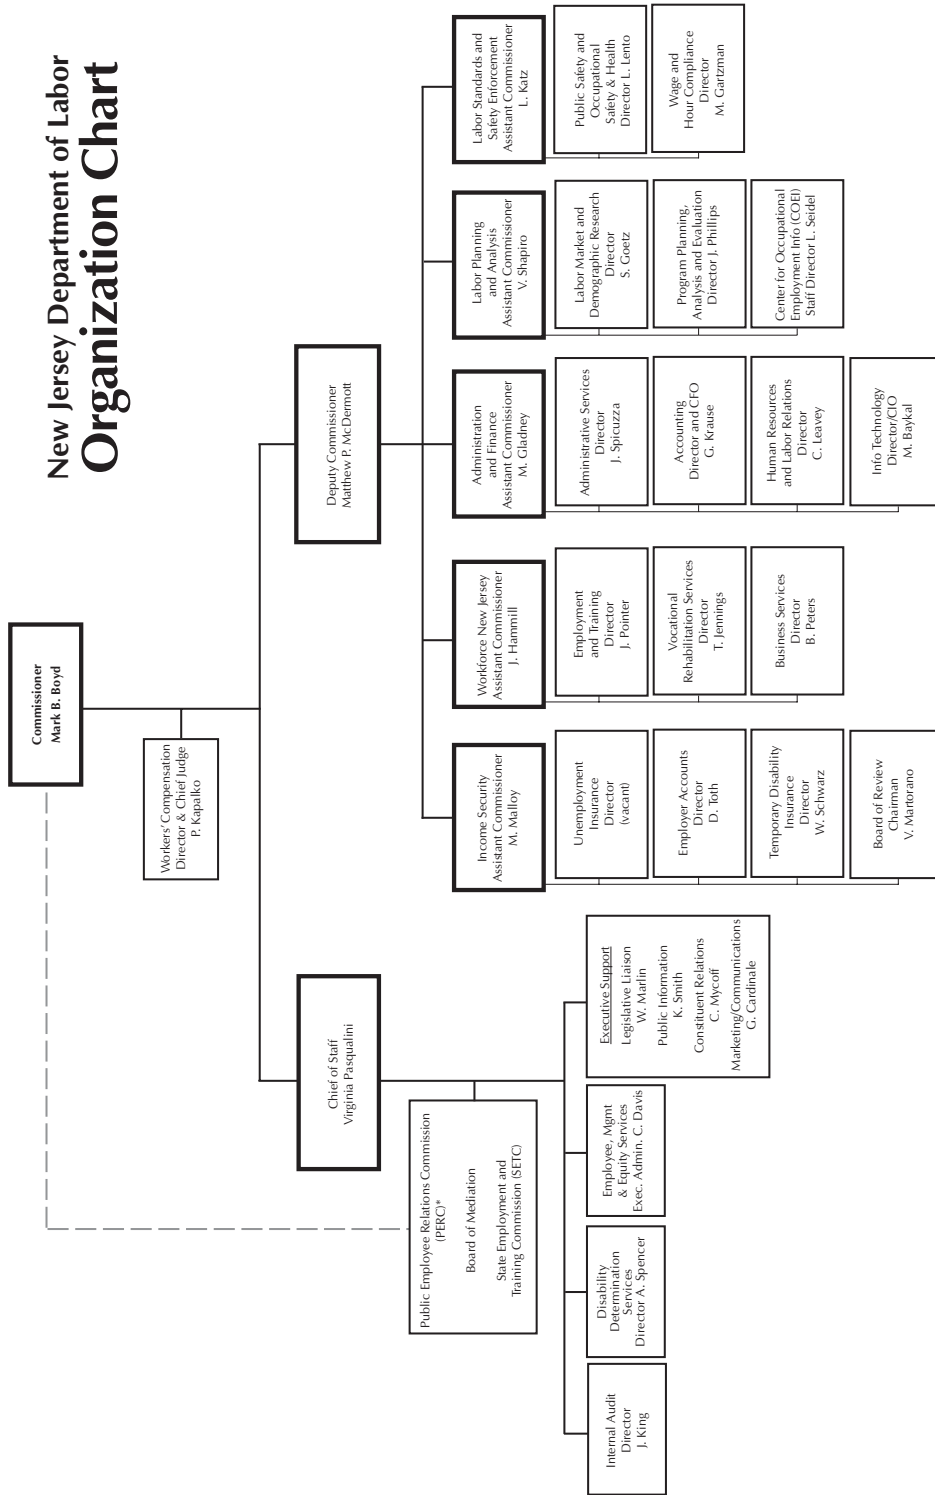 New Jersey Department of Labor
Organization Chart
Commissioner
Mark B. Boyd
Workers' Compensation
Director & Chief Judge
P. Kapalko
Chief of Staff
Virginia Pasqualini
Deputy Commissioner
Matthew P. McDermott
Public Employee Relations Commission
(PERC)*
Board of Mediation
State Employment and
Training Commission (SETC)
Internal Audit
Director
J. King
Disability
Determination
Services
Director A. Spencer
Employee, Mgmt
& Equity Services
Exec. Admin. C. Davis
Executive Support
Legislative Liaison
W. Marlin
Public Information
K. Smith
Constituent Relations
C. Mycoff
Marketing/Communications
G. Cardinale
Income Security
Assistant Commissioner
M. Malloy
Unemployment
Insurance
Director
(vacant)
Employer Accounts
Director
D. Toth
Temporary Disability
Insurance
Director
W. Schwarz
Board of Review
Chairman
V. Martorano
Workforce New Jersey
Assistant Commissioner
J. Hammill
Employment
and Training
Director
J. Pointer
Vocational
Rehabilitation Services
Director
T. Jennings
Business Services
Director
B. Peters
Administration
and Finance
Assistant Commissioner
M. Gladney
Administrative Services
Director
J. Spicuzza
Accounting
Director and CFO
G. Krause
Human Resources
and Labor Relations
Director
C. Leavey
Info Technology
Director/CIO
M. Baykal
Labor Planning
and Analysis
Assistant Commissioner
V. Shapiro
Labor Market and
Demographic Research
Director
S. Goetz
Program Planning,
Analysis and Evaluation
Director J. Phillips
Center for Occupational
Employment Info (COEI)
Staff Director L. Seidel
Labor Standards and
Safety Enforcement
Assistant Commissioner
L. Katz
Public Safety and
Occupational
Safety & Health
Director L. Lento
Wage and
Hour Compliance
Director
M. Gartzman